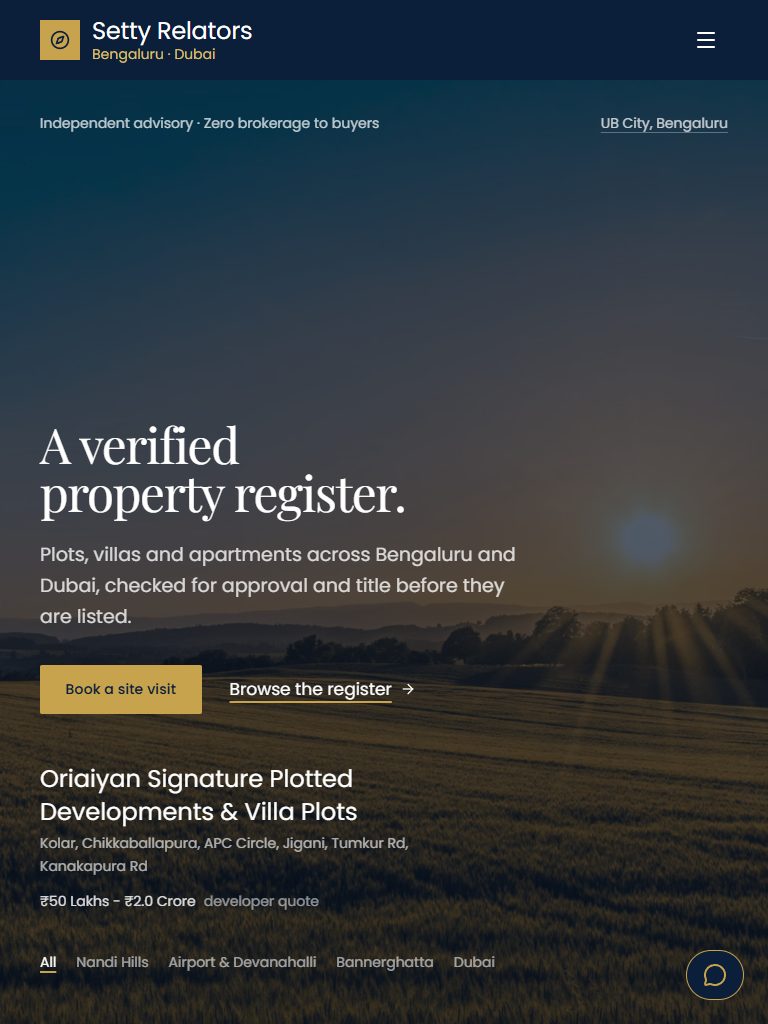 Setty Relators
Bengaluru · Dubai
Independent advisory · Zero brokerage to buyers
UB City, Bengaluru
A verified
property register.
Plots, villas and apartments across Bengaluru and
Dubai, checked for approval and title before they
are listed.
Book a site visit
Browse the register →
Oriaiyan Signature Plotted
Developments & Villa Plots
Kolar, Chikkaballapura, APC Circle, Jigani, Tumkur Rd,
Kanakapura Rd
₹50 Lakhs - ₹2.0 Crore developer quote
All Nandi Hills Airport & Devanahalli Bannerghatta Dubai